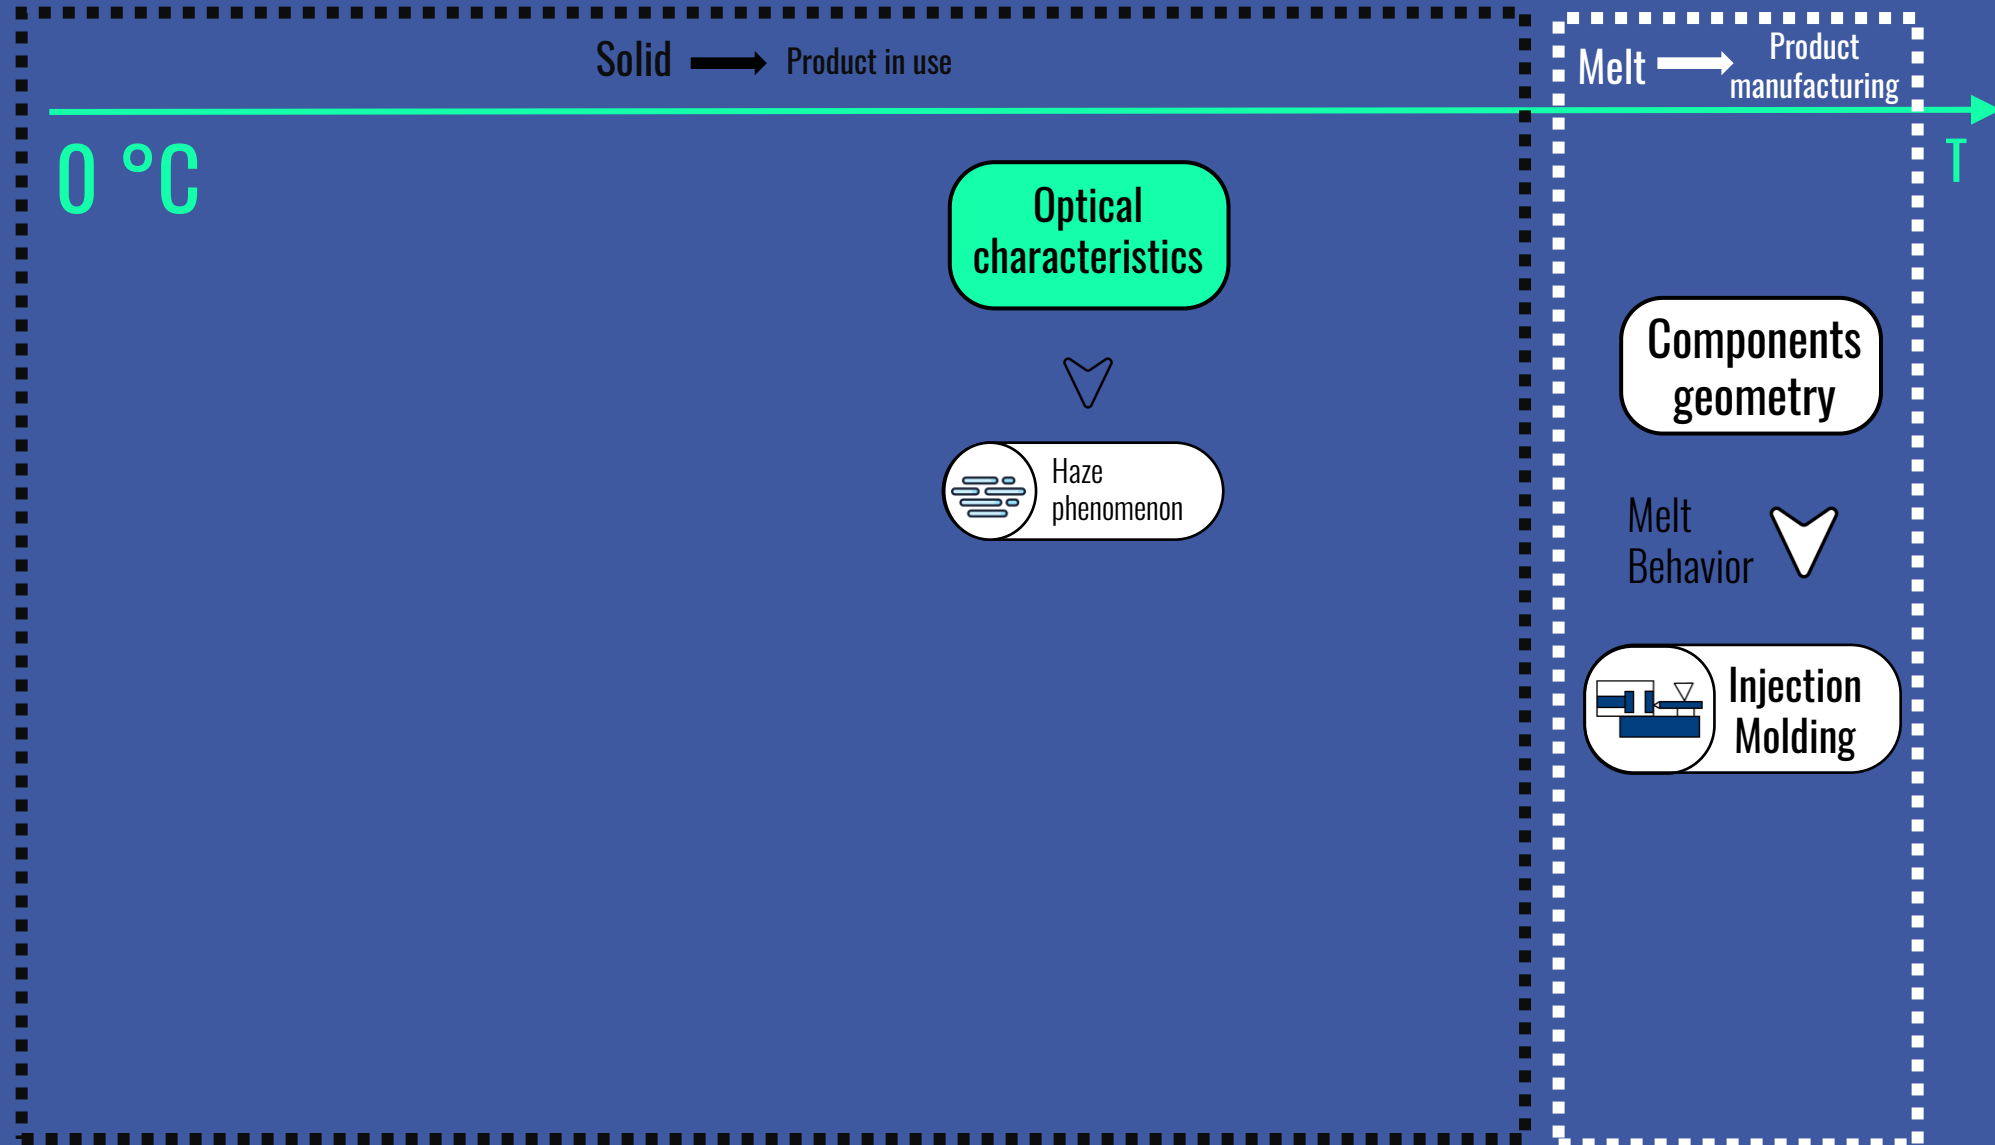 Solid
Product in use
Melt
Product
manufacturing
0 °C
T
Optical
characteristics
Haze
phenomenon
Components
geometry
Melt
Behavior
Injection
Molding